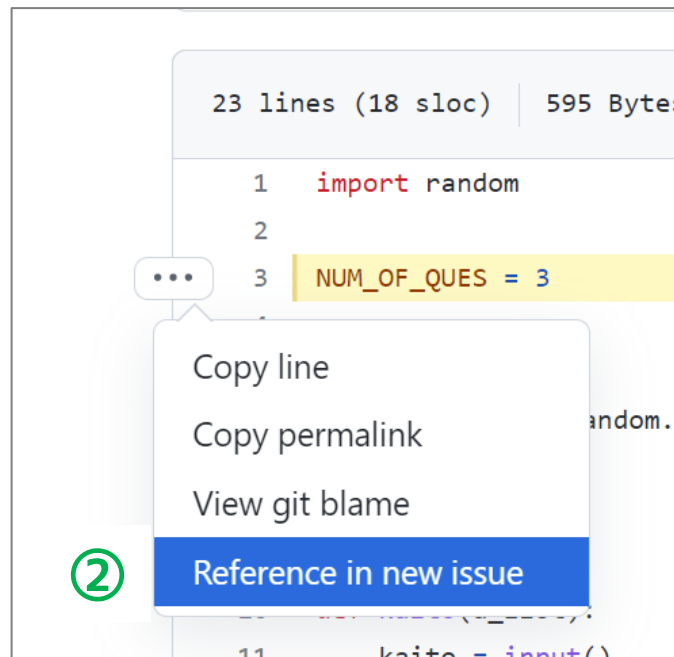 23 lines (18 sloc) 595 Bytes
1 import random
2
3 NUM_OF_QUES = 3
Copy line
Copy permalink
andom.
View git blame
② Reference in new issue
11 kaito = input()